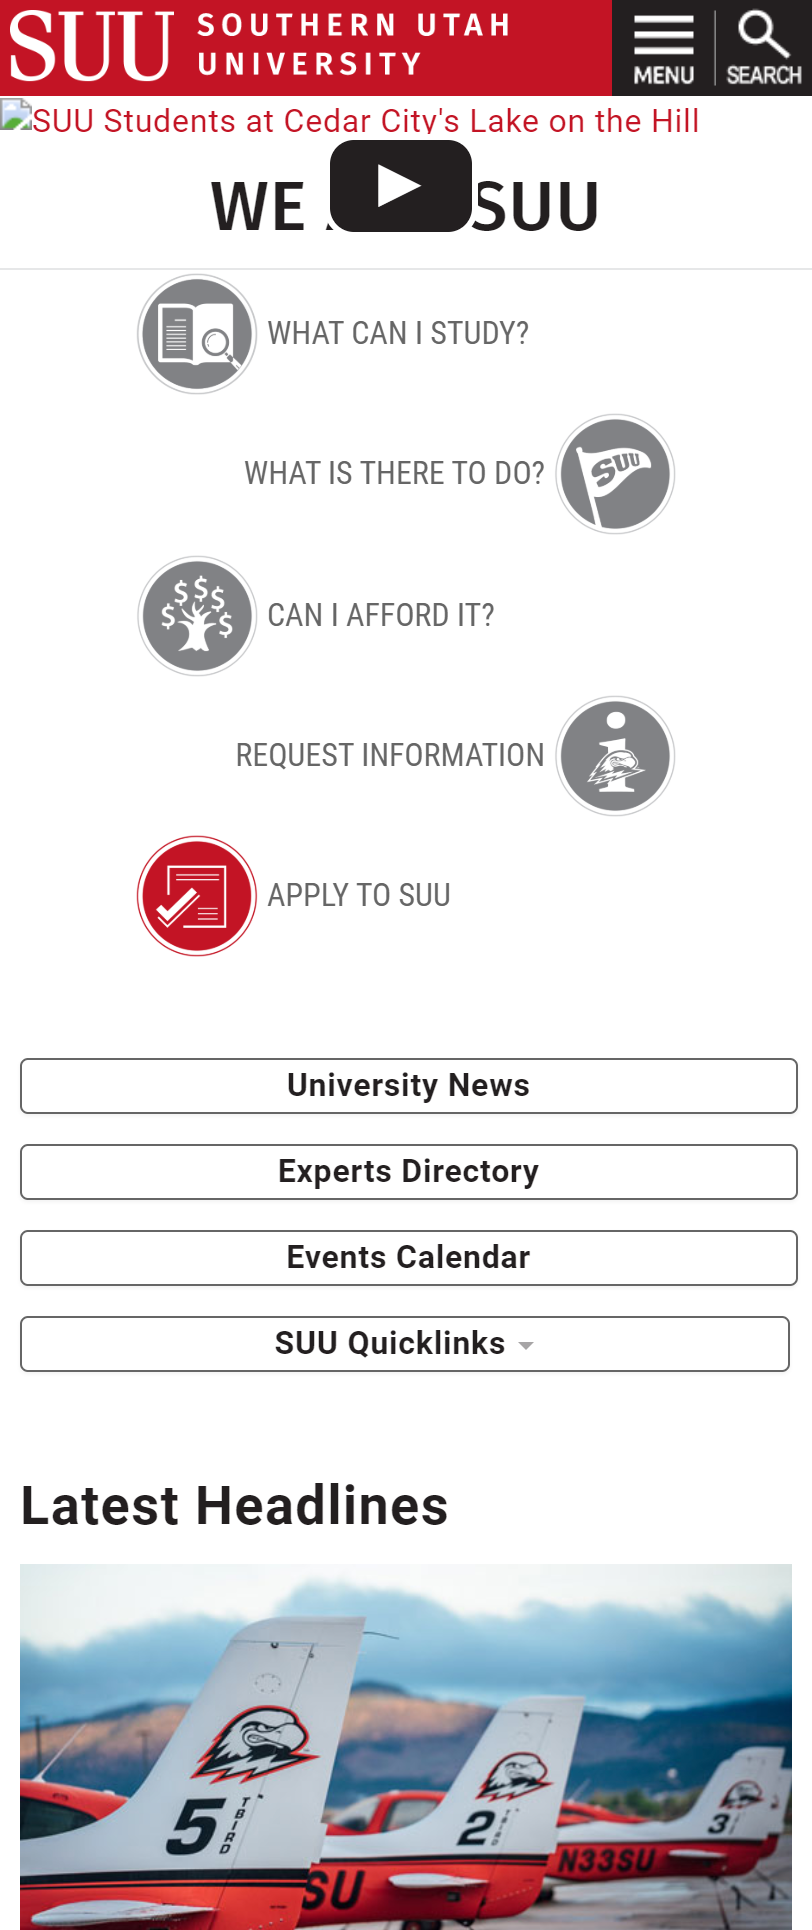 SUU SOUTHERN UTAH
UNIVERSITY
MENU
SEARCH
SUU Students at Cedar City's Lake on the Hill
WE SUU
WHAT CAN I STUDY?
WHAT IS THERE TO DO?
SUU
$ $ $ $ $
CAN I AFFORD IT?
REQUEST INFORMATION
i
APPLY TO SUU
University News
Experts Directory
Events Calendar
SUU Quicklinks
Latest Headlines
5 TBIRD
2 TBIRD
3
SU
N33SU